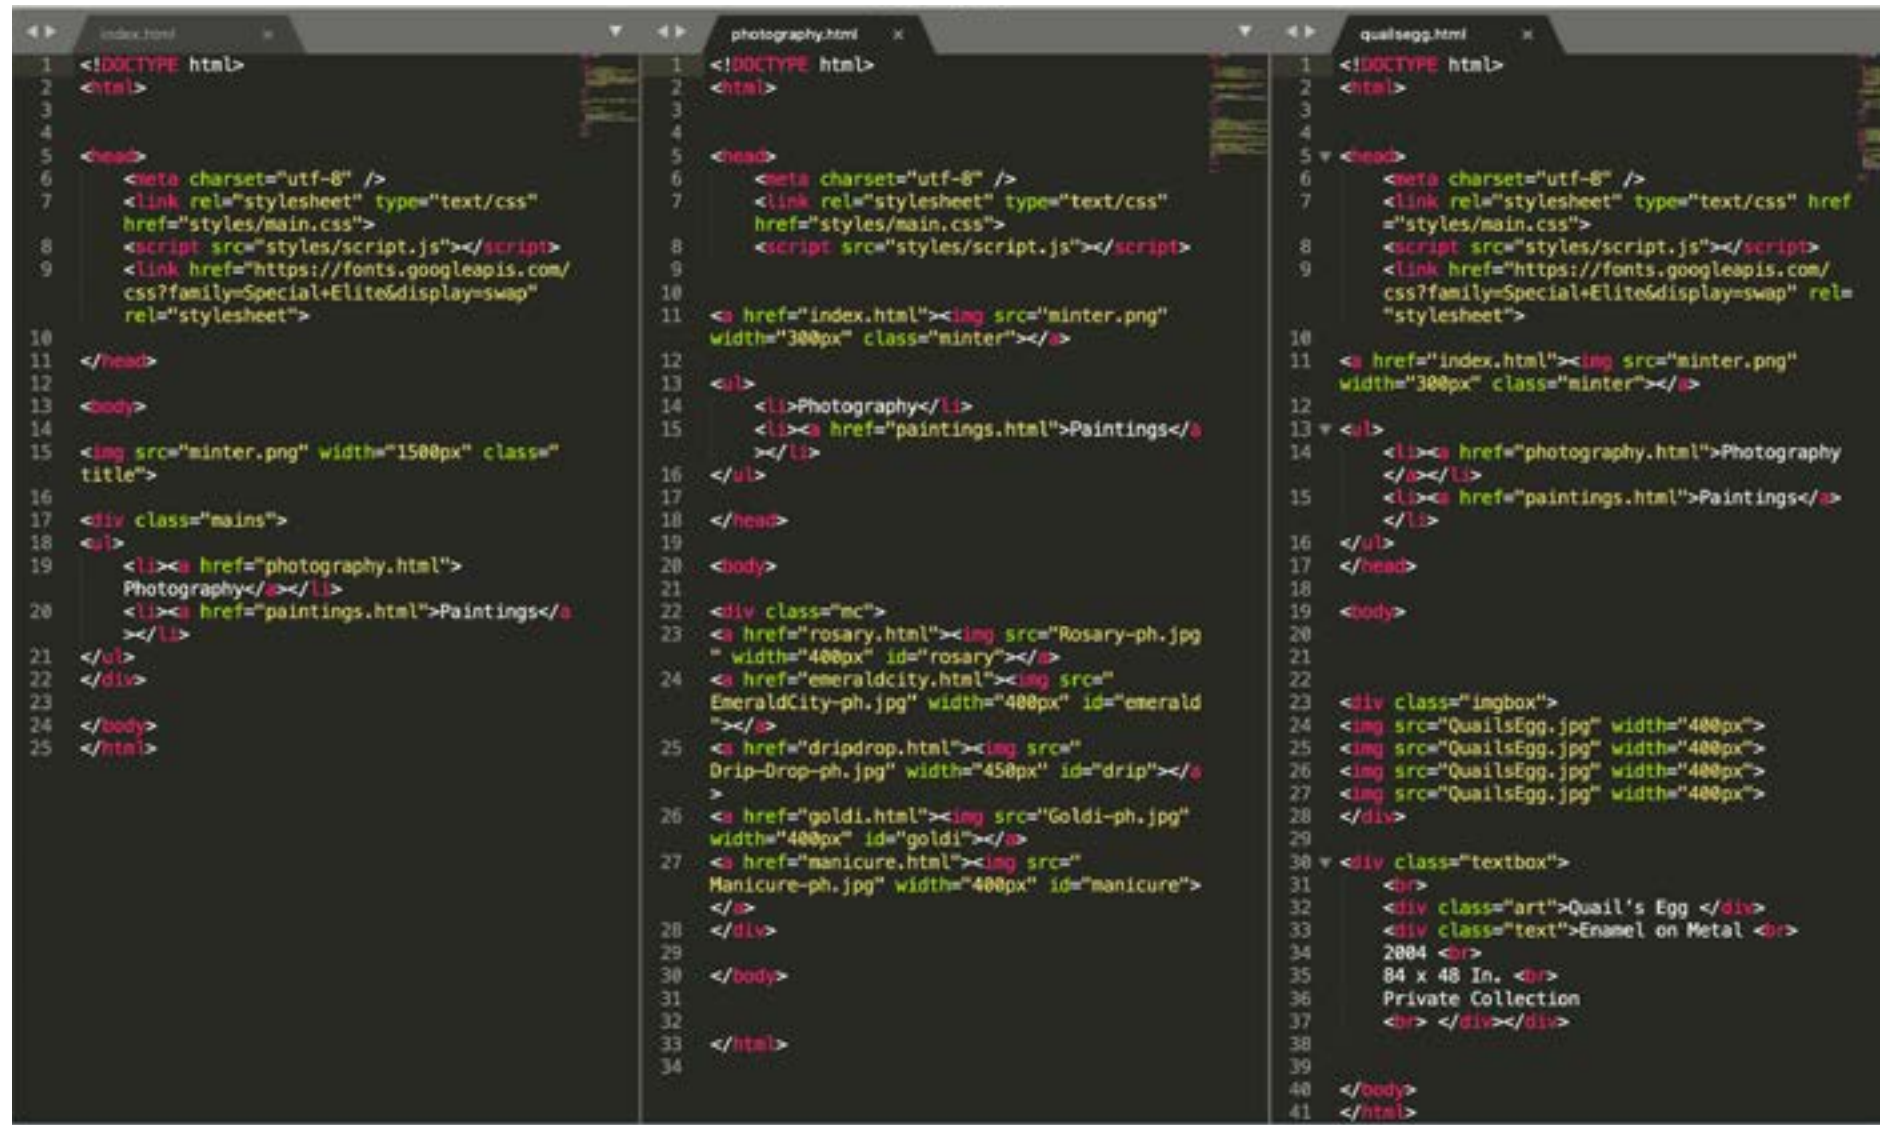 index.html ×
1 <!DOCTYPE html>
2 <html>
3
4
5 <head>
6 <meta charset="utf-8" />
7 <link rel="stylesheet" type="text/css"
href="styles/main.css">
8 <script src="styles/script.js"></script>
9 <link href="https://fonts.googleapis.com/
css?family=Special+Elite&display=swap"
rel="stylesheet">
10
11 </head>
12
13 <body>
14
15 <img src="minter.png" width="1500px" class="
title">
16
17 <div class="mains">
18 <ul>
19 <li><a href="photography.html">
Photography</a></li>
20 <li><a href="paintings.html">Paintings</a
></li>
21 </ul>
22 </div>
23
24 </body>
25 </html>
photography.html ×
1 <!DOCTYPE html>
2 <html>
3
4
5 <head>
6 <meta charset="utf-8" />
7 <link rel="stylesheet" type="text/css"
href="styles/main.css">
8 <script src="styles/script.js"></script>
9
10
11 <a href="index.html"><img src="minter.png"
width="300px" class="minter"></a>
12
13 <ul>
14 <li>Photography</li>
15 <li><a href="paintings.html">Paintings</a
></li>
16 </ul>
17
18 </head>
19
20 <body>
21
22 <div class="mc">
23 <a href="rosary.html"><img src="Rosary-ph.jpg
" width="400px" id="rosary"></a>
24 <a href="emeraldcity.html"><img src="
EmeraldCity-ph.jpg" width="400px" id="emerald
"></a>
25 <a href="dripdrop.html"><img src="
Drip-Drop-ph.jpg" width="450px" id="drip"></a
>
26 <a href="goldi.html"><img src="Goldi-ph.jpg"
width="400px" id="goldi"></a>
27 <a href="manicure.html"><img src="
Manicure-ph.jpg" width="400px" id="manicure">
</a>
28 </div>
29
30 </body>
31
32
33 </html>
34
quailsegg.html ×
1 <!DOCTYPE html>
2 <html>
3
4
5 <head>
6 <meta charset="utf-8" />
7 <link rel="stylesheet" type="text/css" href
="styles/main.css">
8 <script src="styles/script.js"></script>
9 <link href="https://fonts.googleapis.com/
css?family=Special+Elite&display=swap" rel=
"stylesheet">
10
11 <a href="index.html"><img src="minter.png"
width="300px" class="minter"></a>
12
13 <ul>
14 <li><a href="photography.html">Photography
</a></li>
15 <li><a href="paintings.html">Paintings</a>
</li>
16 </ul>
17 </head>
18
19 <body>
20
21
22
23 <div class="imgbox">
24 <img src="QuailsEgg.jpg" width="400px">
25 <img src="QuailsEgg.jpg" width="400px">
26 <img src="QuailsEgg.jpg" width="400px">
27 <img src="QuailsEgg.jpg" width="400px">
28 </div>
29
30 <div class="textbox">
31 <br>
32 <div class="art">Quail’s Egg </div>
33 <div class="text">Enamel on Metal <br>
34 2004 <br>
35 84 x 48 In. <br>
36 Private Collection
37 <br> </div></div>
38
39
40 </body>
41 </html>